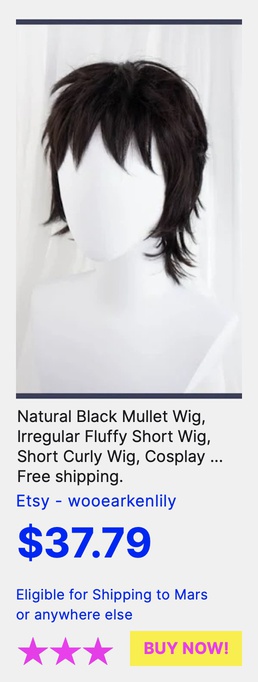 Natural Black Mullet Wig,
Irregular Fluffy Short Wig,
Short Curly Wig, Cosplay ...
Free shipping.
Etsy - wooearkenlily
$37.79
Eligible for Shipping to Mars
or anywhere else
BUY NOW!